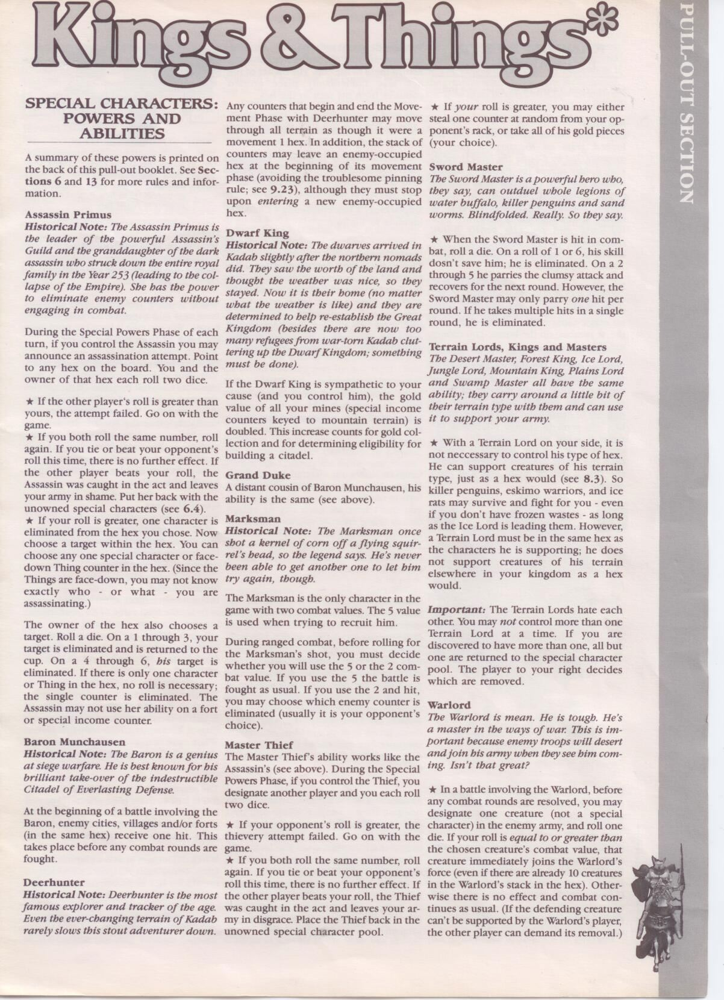 Kings & Things*
PULL-OUT SECTION
SPECIAL CHARACTERS:
POWERS AND
ABILITIES
A summary of these powers is printed on
the back of this pull-out booklet. See Sec-
tions 6 and 13 for more rules and infor-
mation.
Assassin Primus
Historical Note: The Assassin Primus is
the leader of the powerful Assassin's
Guild and the granddaughter of the dark
assassin who struck down the entire royal
family in the Year 253 (leading to the col-
lapse of the Empire). She has the power
to eliminate enemy counters without
engaging in combat.
During the Special Powers Phase of each
turn, if you control the Assassin you may
announce an assassination attempt. Point
to any hex on the board. You and the
owner of that hex each roll two dice.
★ If the other player's roll is greater than
yours, the attempt failed. Go on with the
game.
★ If you both roll the same number, roll
again. If you tie or beat your opponent's
roll this time, there is no further effect. If
the other player beats your roll, the
Assassin was caught in the act and leaves
your army in shame. Put her back with the
unowned special characters (see 6.4).
★ If your roll is greater, one character is
eliminated from the hex you chose. Now
choose a target within the hex. You can
choose any one special character or face-
down Thing counter in the hex. (Since the
Things are face-down, you may not know
exactly who - or what - you are
assassinating.)
The owner of the hex also chooses a
target. Roll a die. On a 1 through 3, your
target is eliminated and is returned to the
cup. On a 4 through 6, his target is
eliminated. If there is only one character
or Thing in the hex, no roll is necessary;
the single counter is eliminated. The
Assassin may not use her ability on a fort
or special income counter.
Baron Munchausen
Historical Note: The Baron is a genius
at siege warfare. He is best known for his
brilliant take-over of the indestructible
Citadel of Everlasting Defense.
At the beginning of a battle involving the
Baron, enemy cities, villages and/or forts
(in the same hex) receive one hit. This
takes place before any combat rounds are
fought.
Deerhunter
Historical Note: Deerhunter is the most
famous explorer and tracker of the age.
Even the ever-changing terrain of Kadab
rarely slows this stout adventurer down.
Any counters that begin and end the Move-
ment Phase with Deerhunter may move
through all terrain as though it were a
movement 1 hex. In addition, the stack of
counters may leave an enemy-occupied
hex at the beginning of its movement
phase (avoiding the troublesome pinning
rule; see 9.23), although they must stop
upon entering a new enemy-occupied
hex.
Dwarf King
Historical Note: The dwarves arrived in
Kadab slightly after the northern nomads
did. They saw the worth of the land and
thought the weather was nice, so they
stayed. Now it is their home (no matter
what the weather is like) and they are
determined to help re-establish the Great
Kingdom (besides there are now too
many refugees from war-torn Kadab clut-
tering up the Dwarf Kingdom; something
must be done).
If the Dwarf King is sympathetic to your
cause (and you control him), the gold
value of all your mines (special income
counters keyed to mountain terrain) is
doubled. This increase counts for gold col-
lection and for determining eligibility for
building a citadel.
Grand Duke
A distant cousin of Baron Munchausen, his
ability is the same (see above).
Marksman
Historical Note: The Marksman once
shot a kernel of corn off a flying squir-
rel's head, so the legend says. He's never
been able to get another one to let him
try again, though.
The Marksman is the only character in the
game with two combat values. The 5 value
is used when trying to recruit him.
During ranged combat, before rolling for
the Marksman's shot, you must decide
whether you will use the 5 or the 2 com-
bat value. If you use the 5 the battle is
fought as usual. If you use the 2 and hit,
you may choose which enemy counter is
eliminated (usually it is your opponent's
choice).
Master Thief
The Master Thief's ability works like the
Assassin's (see above). During the Special
Powers Phase, if you control the Thief, you
designate another player and you each roll
two dice.
★ If your opponent's roll is greater, the
thievery attempt failed. Go on with the
game.
★ If you both roll the same number, roll
again. If you tie or beat your opponent's
roll this time, there is no further effect. If
the other player beats your roll, the Thief
was caught in the act and leaves your ar-
my in disgrace. Place the Thief back in the
unowned special character pool.
★ If your roll is greater, you may either
steal one counter at random from your op-
ponent's rack, or take all of his gold pieces
(your choice).
Sword Master
The Sword Master is a powerful hero who,
they say, can outduel whole legions of
water buffalo, killer penguins and sand
worms. Blindfolded. Really. So they say.
★ When the Sword Master is hit in com-
bat, roll a die. On a roll of 1 or 6, his skill
dosn't save him; he is eliminated. On a 2
through 5 he parries the clumsy attack and
recovers for the next round. However, the
Sword Master may only parry one hit per
round. If he takes multiple hits in a single
round, he is eliminated.
Terrain Lords, Kings and Masters
The Desert Master, Forest King, Ice Lord,
Jungle Lord, Mountain King, Plains Lord
and Swamp Master all have the same
ability; they carry around a little bit of
their terrain type with them and can use
it to support your army.
★ With a Terrain Lord on your side, it is
not neccessary to control his type of hex.
He can support creatures of his terrain
type, just as a hex would (see 8.3). So
killer penguins, eskimo warriors, and ice
rats may survive and fight for you - even
if you don't have frozen wastes - as long
as the Ice Lord is leading them. However,
a Terrain Lord must be in the same hex as
the characters he is supporting; he does
not support creatures of his terrain
elsewhere in your kingdom as a hex
would.
Important: The Terrain Lords hate each
other. You may not control more than one
Terrain Lord at a time. If you are
discovered to have more than one, all but
one are returned to the special character
pool. The player to your right decides
which are removed.
Warlord
The Warlord is mean. He is tough. He's
a master in the ways of war. This is im-
portant because enemy troops will desert
and join his army when they see him com-
ing. Isn't that great?
★ In a battle involving the Warlord, before
any combat rounds are resolved, you may
designate one creature (not a special
character) in the enemy army, and roll one
die. If your roll is equal to or greater than
the chosen creature's combat value, that
creature immediately joins the Warlord's
force (even if there are already 10 creatures
in the Warlord's stack in the hex). Other-
wise there is no effect and combat con-
tinues as usual. (If the defending creature
can't be supported by the Warlord's player,
the other player can demand its removal.)